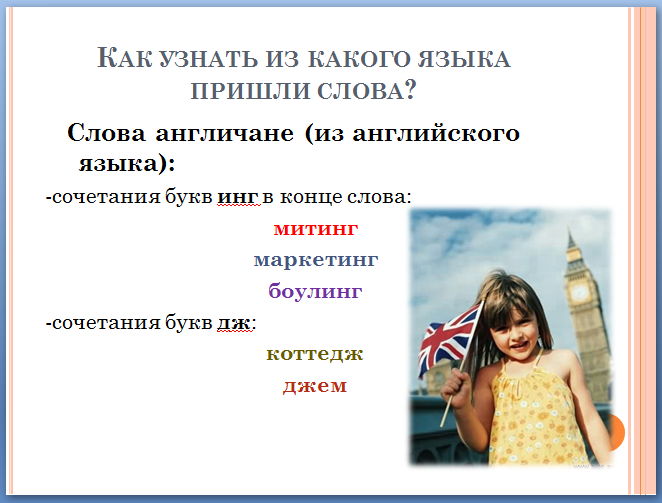 Как узнать из какого языка
пришли слова?
Слова англичане (из английского
языка):
-сочетания букв инг в конце слова:
митинг
маркетинг
боулинг
-сочетания букв дж:
коттедж
джем